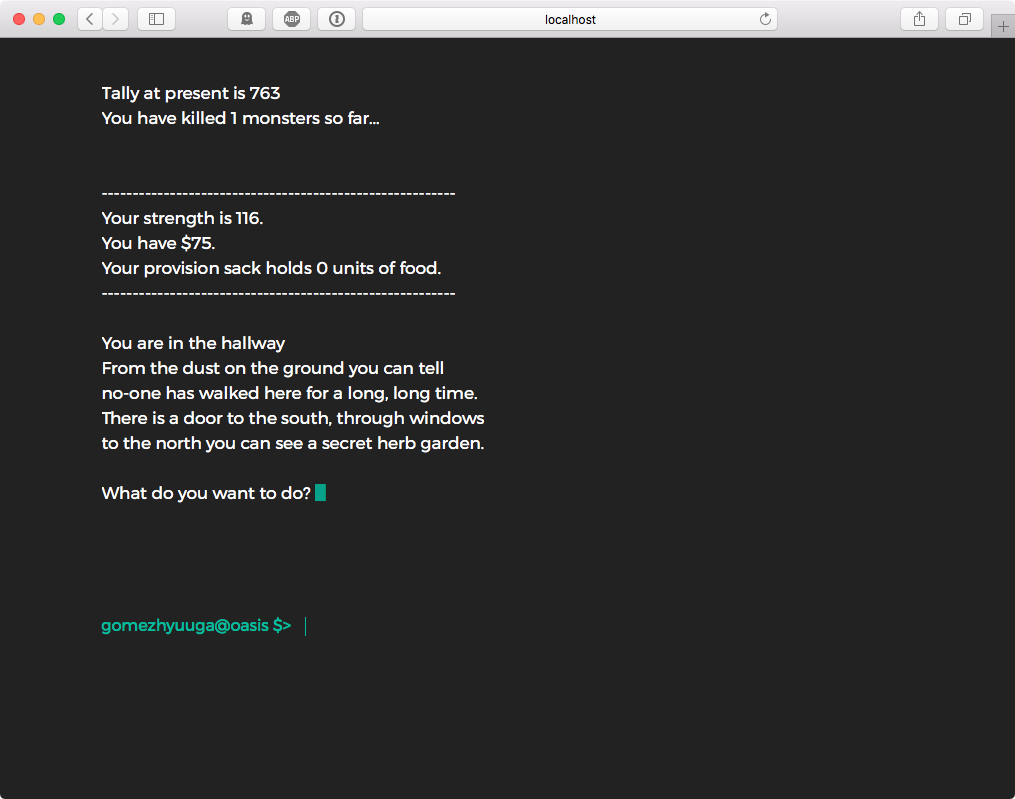 ABP
localhost
Tally at present is 763
You have killed 1 monsters so far...
---------------------------------------------------------
Your strength is 116.
You have $75.
Your provision sack holds 0 units of food.
---------------------------------------------------------
You are in the hallway
From the dust on the ground you can tell
no-one has walked here for a long, long time.
There is a door to the south, through windows
to the north you can see a secret herb garden.
What do you want to do?
gomezhyuuga@oasis $>